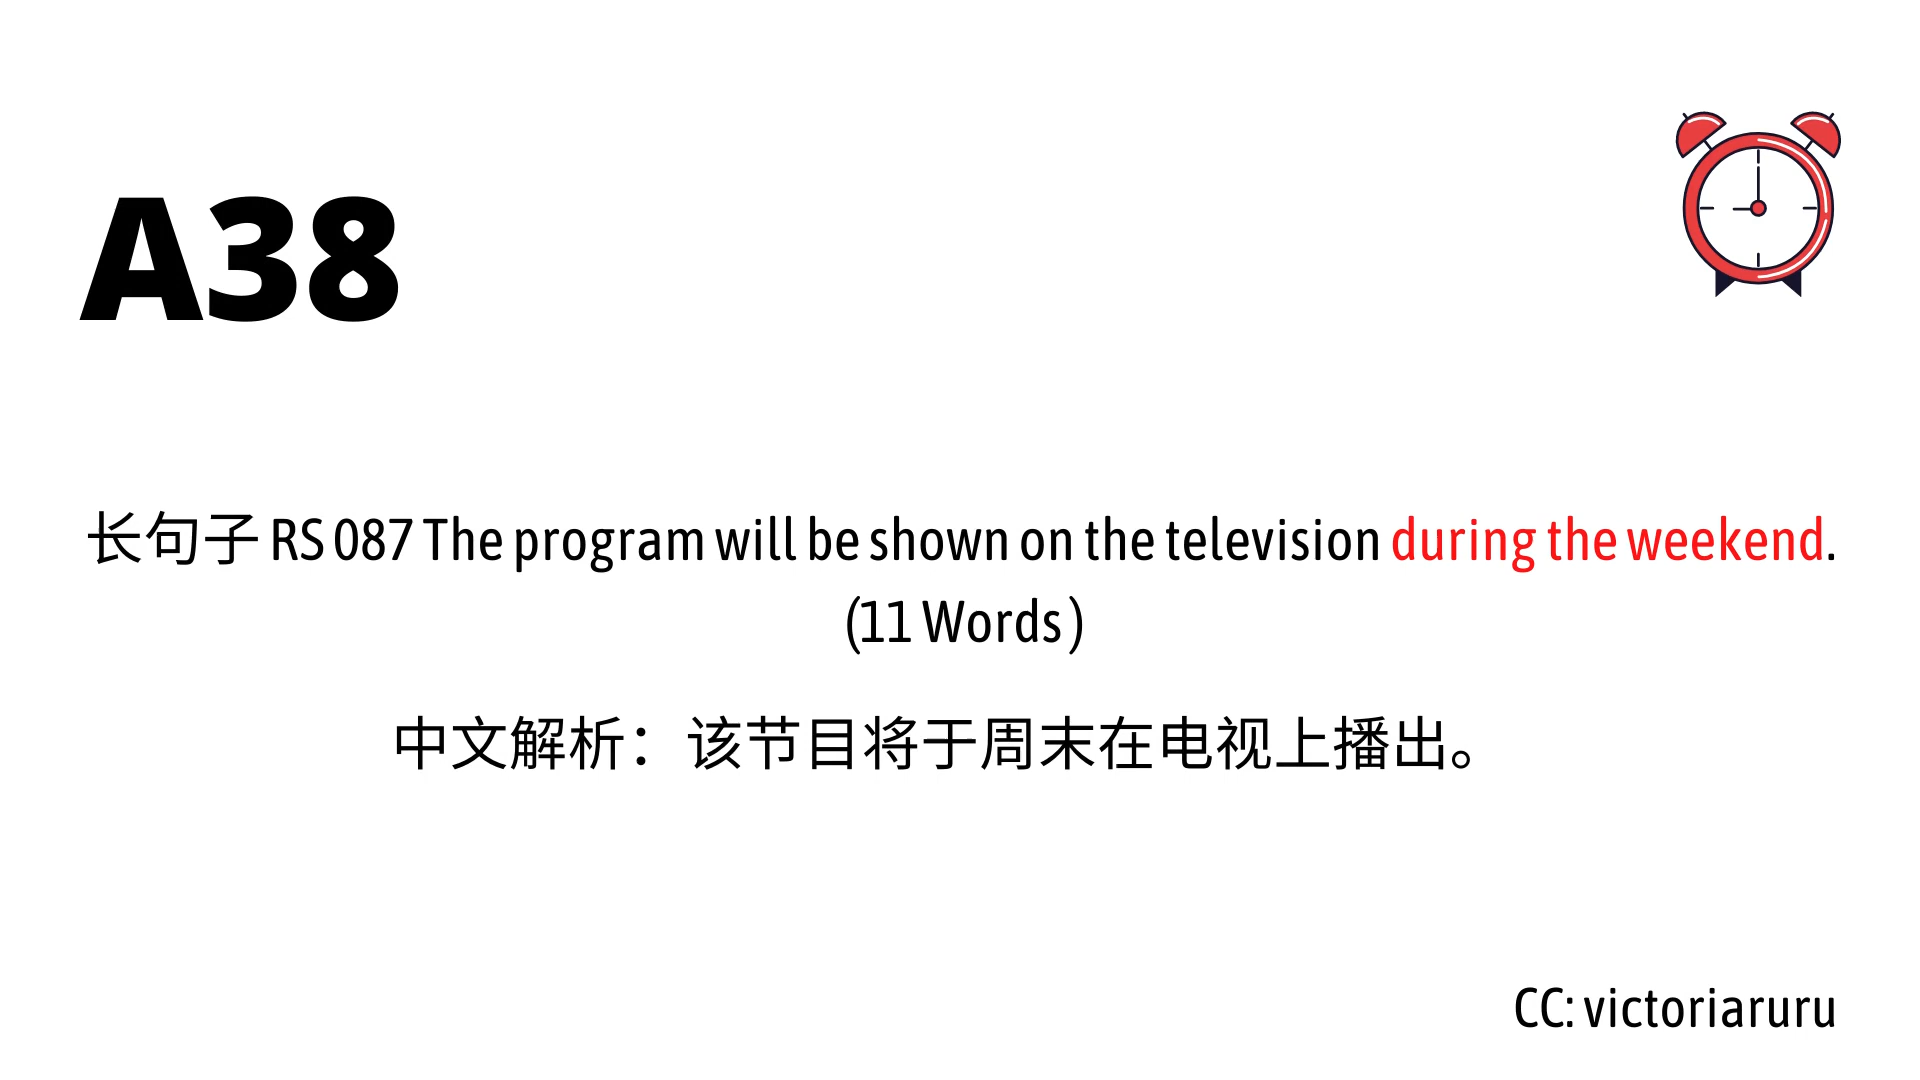 A38
长句子 RS 087 The program will be shown on the television during the weekend.
(11 Words )
中文解析：该节目将于周末在电视上播出。
CC: victoriaruru